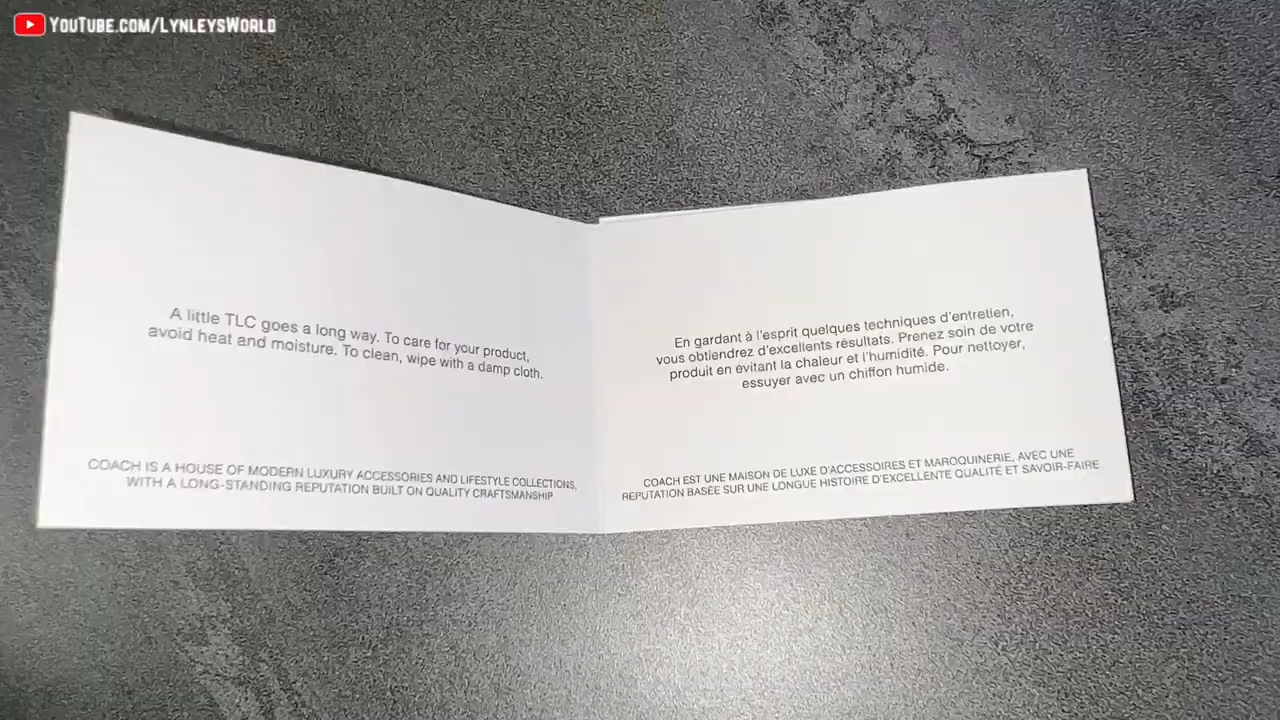 YouTube.com/LynleysWorld
A little TLC goes a long way. To care for your product,
avoid heat and moisture. To clean, wipe with a damp cloth.
COACH IS A HOUSE OF MODERN LUXURY ACCESSORIES AND LIFESTYLE COLLECTIONS,
WITH A LONG-STANDING REPUTATION BUILT ON QUALITY CRAFTSMANSHIP
En gardant à l'esprit quelques techniques d'entretien,
vous obtiendrez d'excellents résultats. Prenez soin de votre
produit en évitant la chaleur et l'humidité. Pour nettoyer,
essuyer avec un chiffon humide.
COACH EST UNE MAISON DE LUXE D'ACCESSOIRES ET MAROQUINERIE, AVEC UNE
REPUTATION BASÉE SUR UNE LONGUE HISTOIRE D'EXCELLENTE QUALITÉ ET SAVOIR-FAIRE